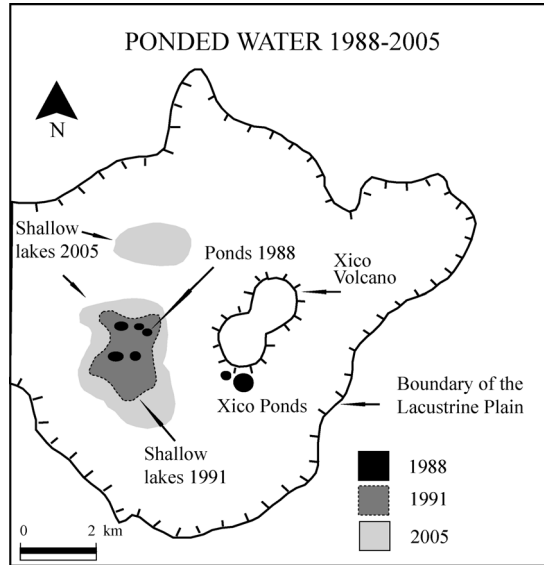 PONDED WATER 1988-2005
N
Shallow
lakes 2005
Ponds 1988
Xico
Volcano
Xico Ponds
Boundary of the
Lacustrine Plain
Shallow
lakes 1991
1988
1991
2005
0 2 km